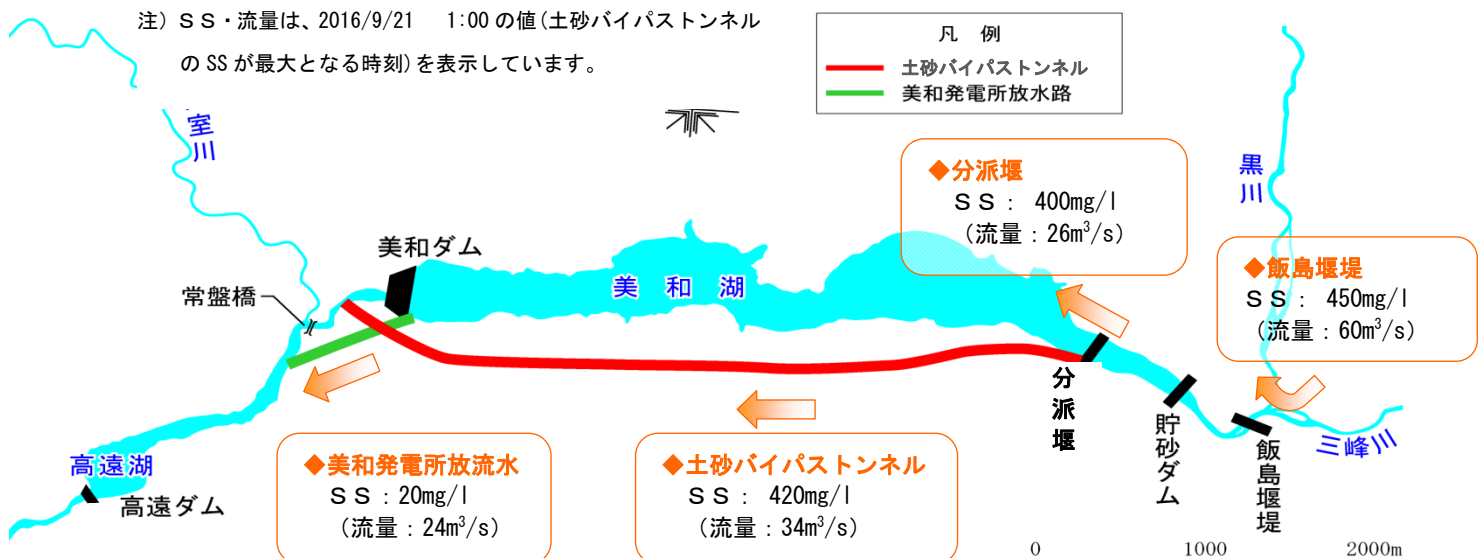 注）ＳＳ・流量は、2016/9/21　1:00 の値（土砂バイパストンネル
の SS が最大となる時刻）を表示しています。
凡 例
土砂バイパストンネル
美和発電所放水路
室川
黒川
◆分派堰
ＳＳ： 400mg/l
（流量：26m³/s）
美和ダム
◆飯島堰堤
ＳＳ： 450mg/l
（流量：60m³/s）
美 和 湖
常盤橋
分派堰
貯砂ダム
飯島堰堤
三峰川
高遠湖
高遠ダム
◆美和発電所放流水
ＳＳ：20mg/l
（流量：24m³/s）
◆土砂バイパストンネル
ＳＳ： 420mg/l
（流量：34m³/s）
0 1000 2000m